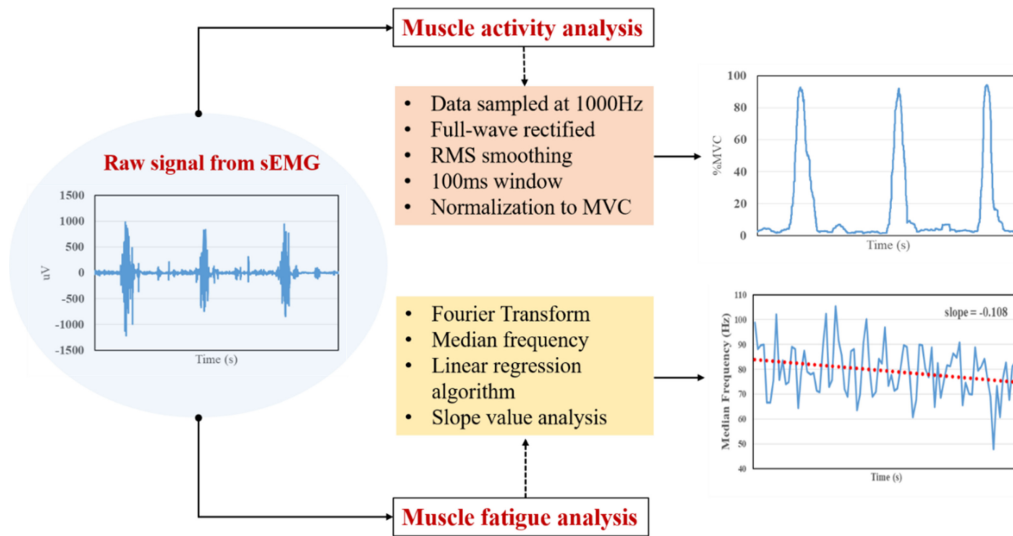 Muscle activity analysis
• Data sampled at 1000Hz
• Full-wave rectified
• RMS smoothing
• 100ms window
• Normalization to MVC
%MVC
100
80
60
40
20
0
Time (s)
Raw signal from sEMG
uV
1500
1000
500
0
-500
-1000
-1500
Time (s)
• Fourier Transform
• Median frequency
• Linear regression
algorithm
• Slope value analysis
slope = -0.108
Median Frequency (Hz)
110
100
90
80
70
60
50
40
Time (s)
Muscle fatigue analysis